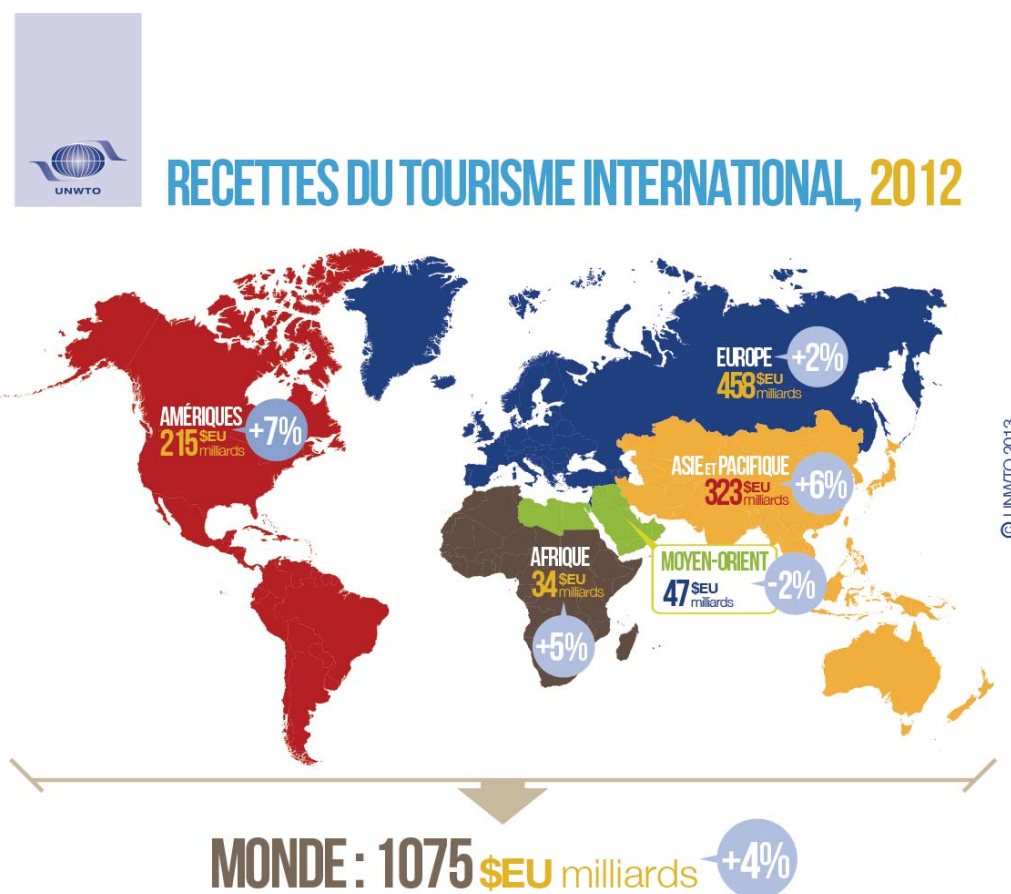 UNWTO
RECETTES DU TOURISME INTERNATIONAL, 2012
EUROPE +2%
458 $EU milliards
AMÉRIQUES +7%
215 $EU milliards
ASIE ET PACIFIQUE +6%
323 $EU milliards
AFRIQUE
34 $EU milliards
+5%
MOYEN-ORIENT -2%
47 $EU milliards
© UNWTO 2013
MONDE : 1075 $EU milliards +4%